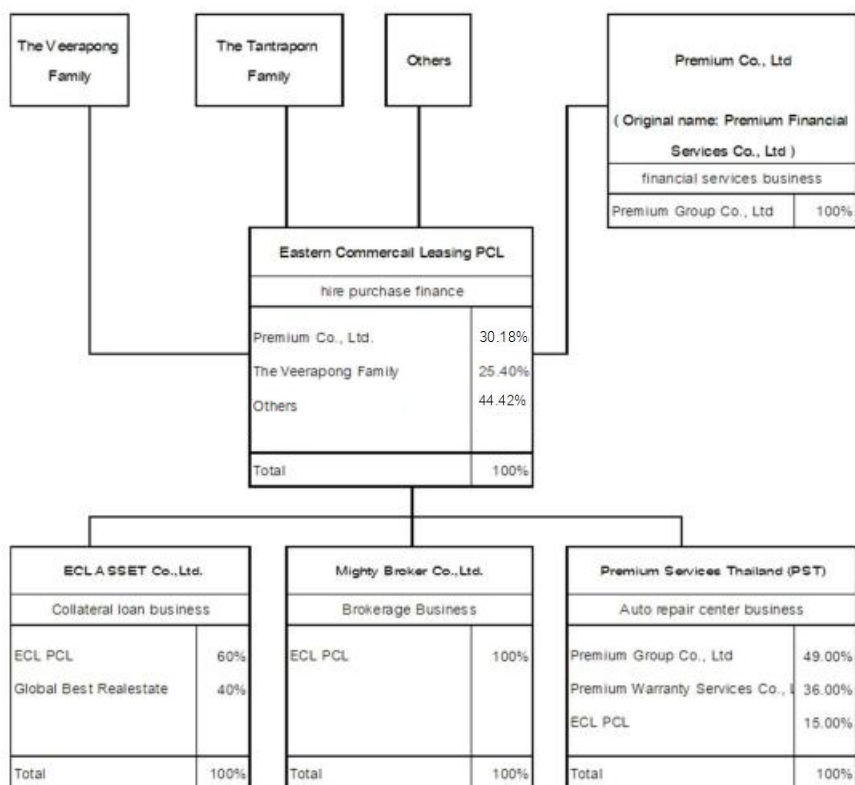 The Veerapong
Family
The Tantraporn
Family
Others
Premium Co., Ltd
( Original name: Premium Financial
Services Co., Ltd )
financial services business
Premium Group Co., Ltd 100%
Eastern Commercail Leasing PCL
hire purchase finance
Premium Co., Ltd. 30.18%
The Veerapong Family 25.40%
Others 44.42%
Total 100%
ECL ASSET Co.,Ltd.
Collateral loan business
ECL PCL 60%
Global Best Realestate 40%
Total 100%
Mighty Broker Co.,Ltd.
Brokerage Business
ECL PCL 100%
Total 100%
Premium Services Thailand (PST)
Auto repair center business
Premium Group Co., Ltd 49.00%
Premium Warranty Services Co., 36.00%
ECL PCL 15.00%
Total 100%